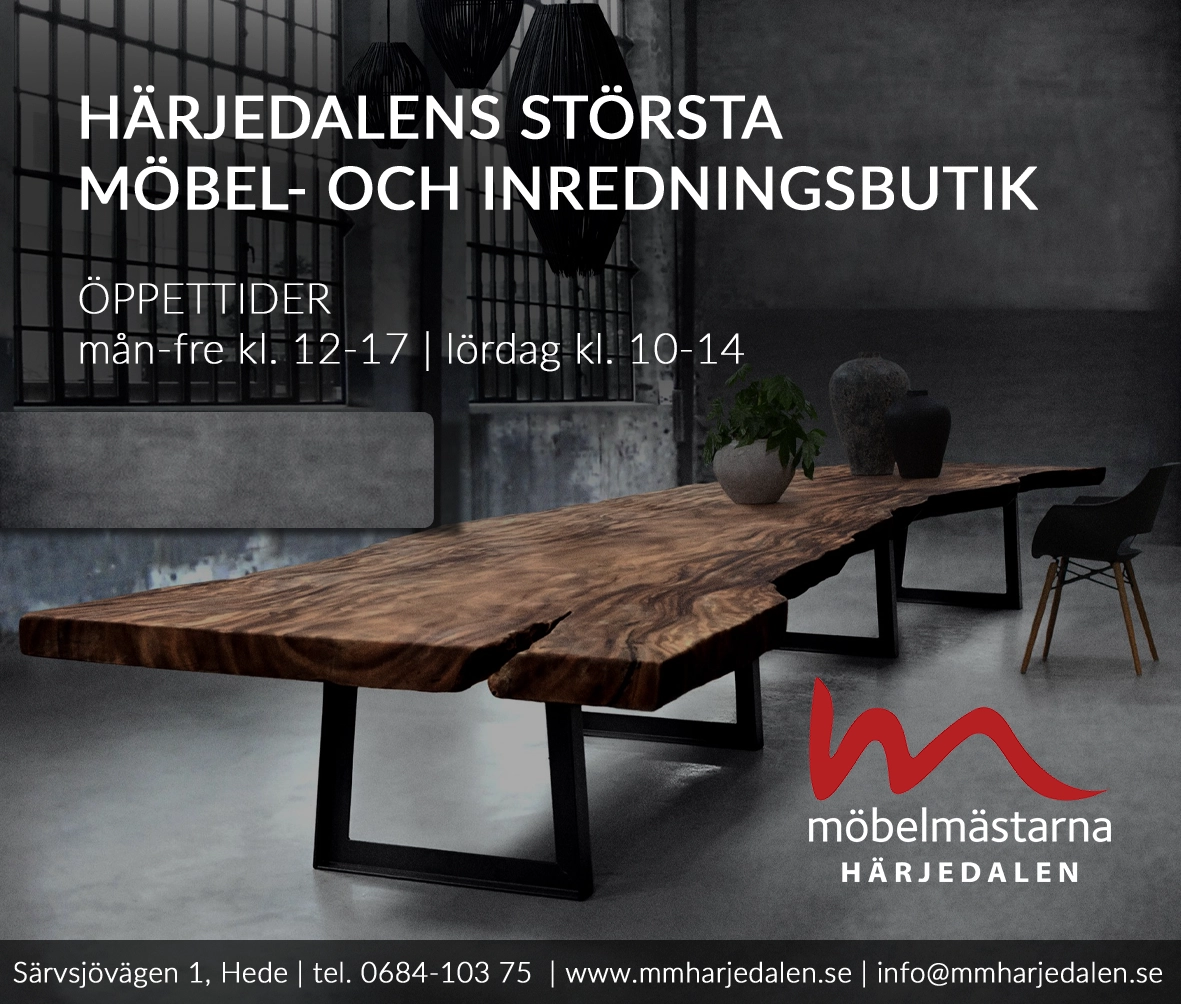 HÄRJEDALENS STÖRSTA
MÖBEL- OCH INREDNINGSBUTIK
ÖPPETTIDER
mån-fre kl. 12-17 | lördag kl. 10-14
möbelmästarna
HÄRJEDALEN
Särvsjövägen 1, Hede | tel. 0684-103 75 | www.mmharjedalen.se | info@mmharjedalen.se